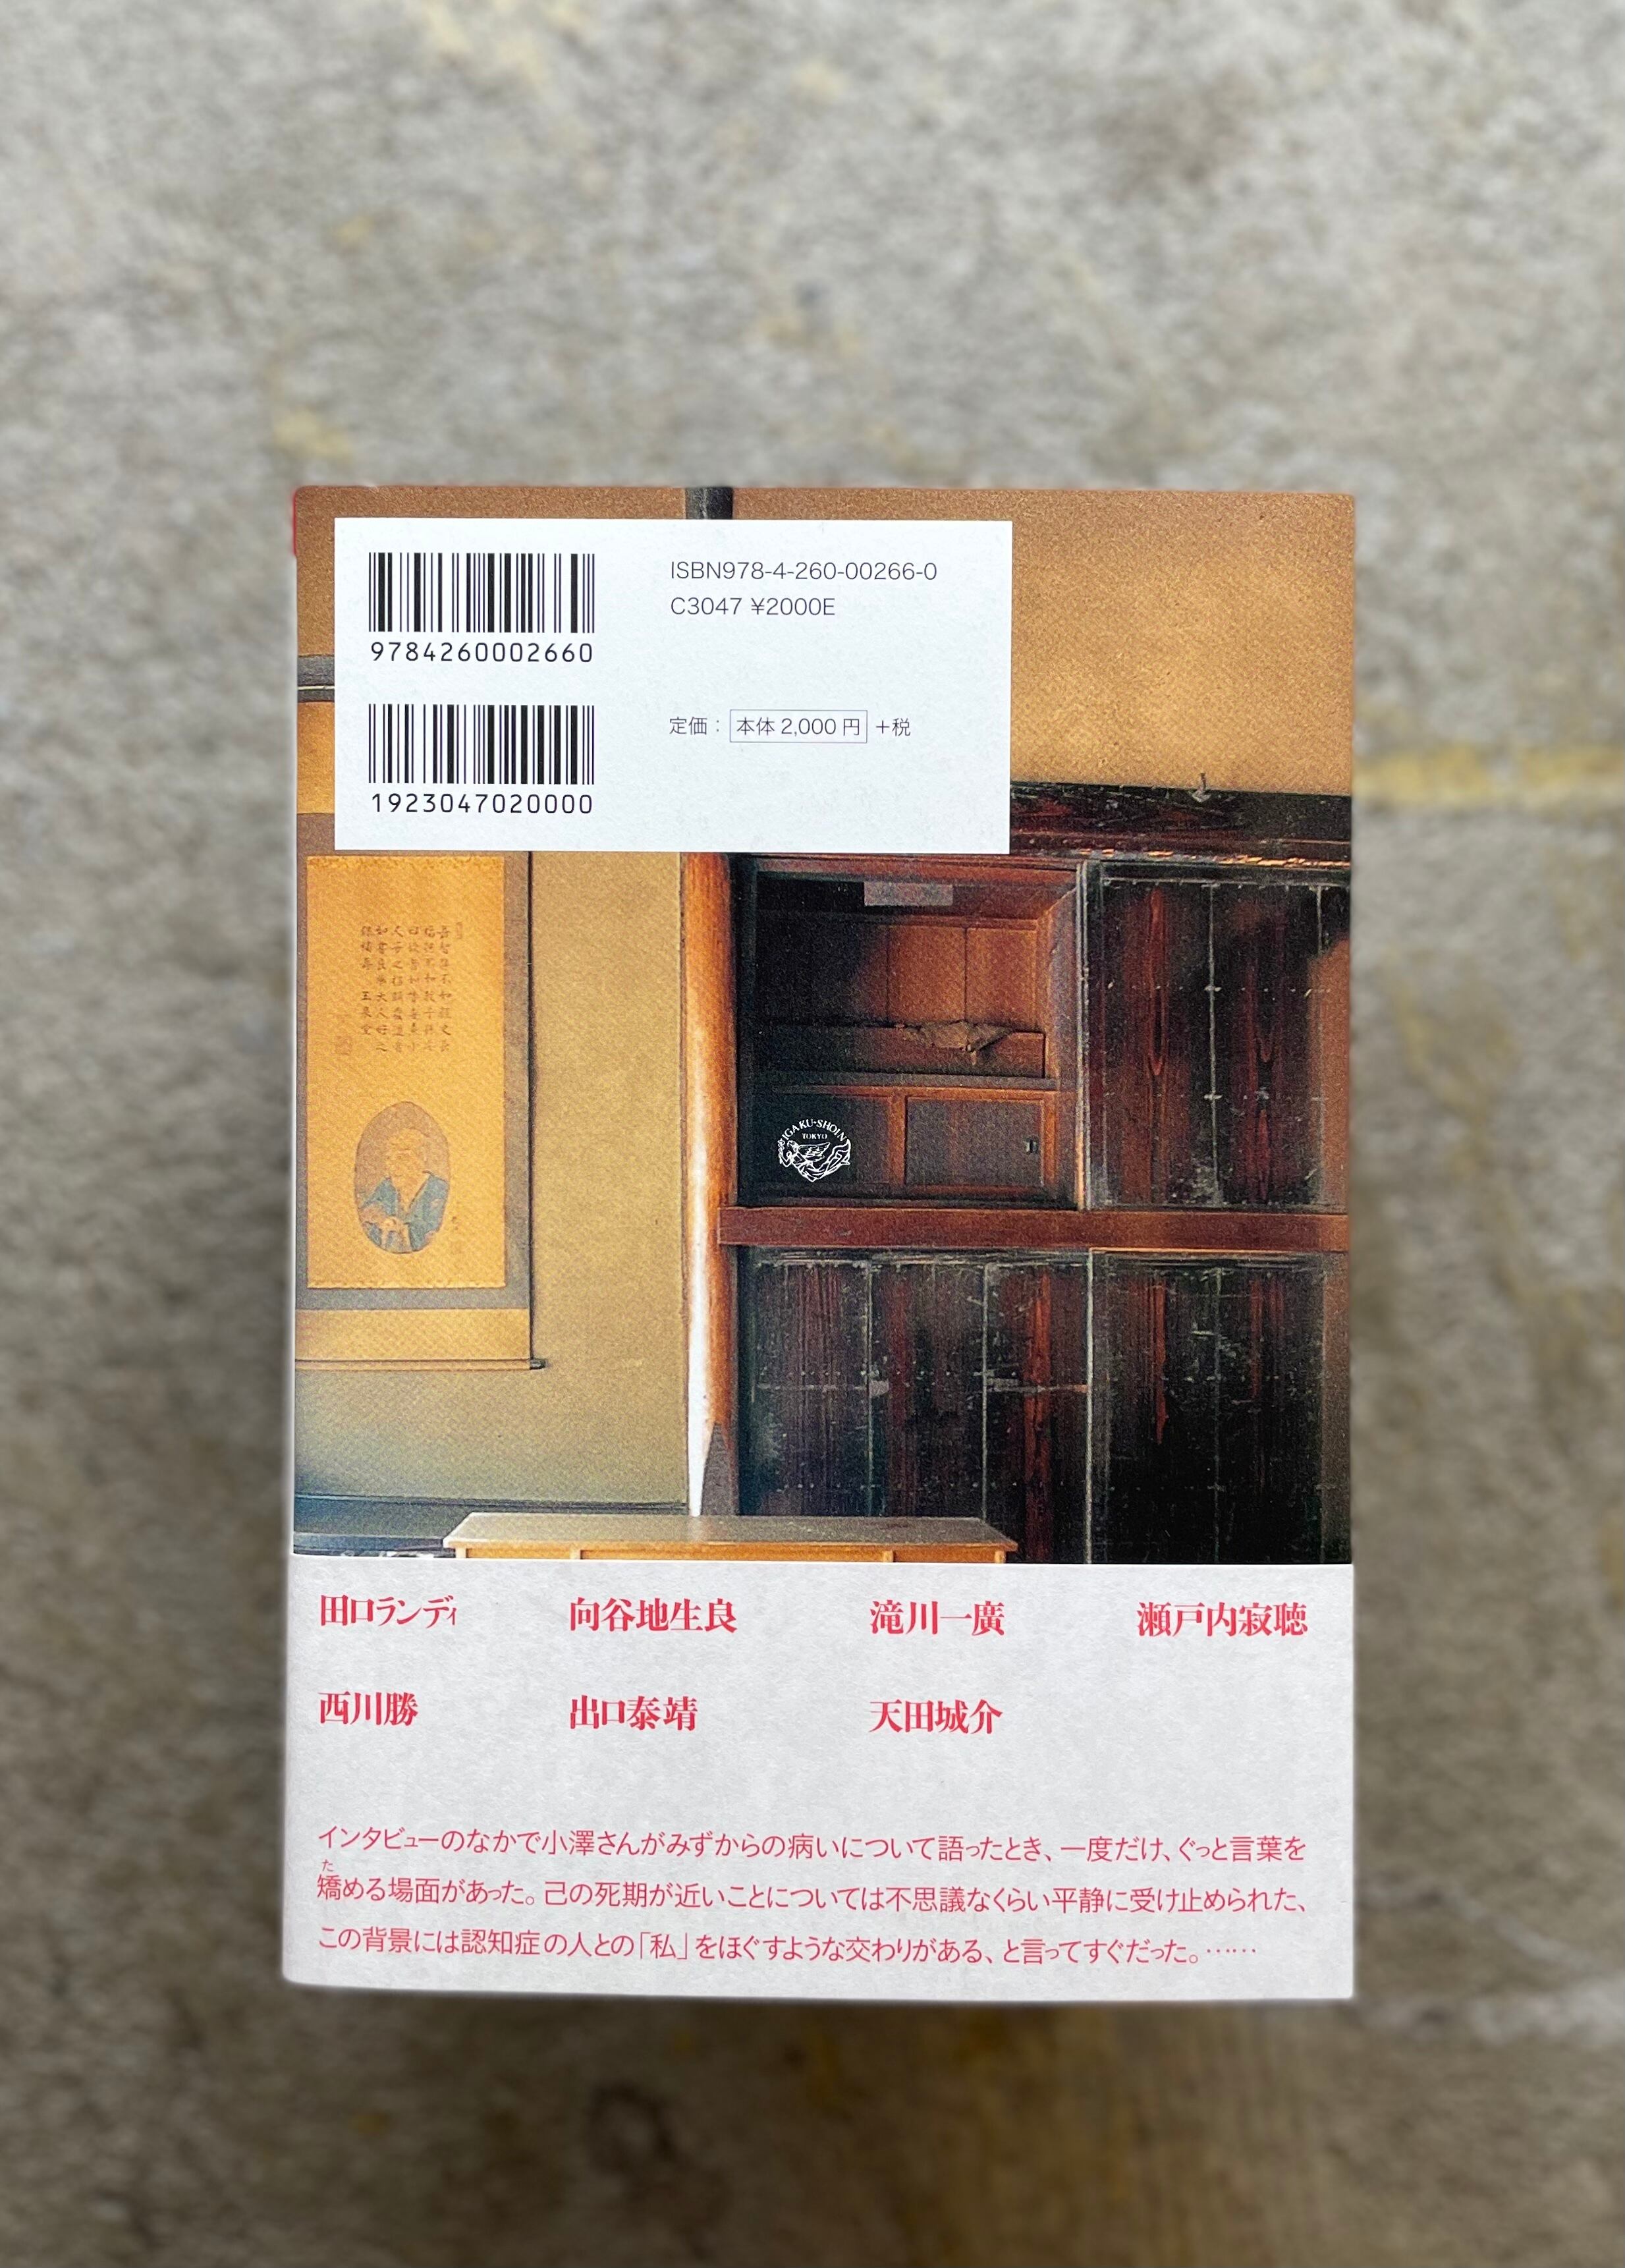 ISBN978-4-260-00266-0
C3047 ¥2000E
9784260002660
定価： 本体 2,000 円 +税
1923047020000
IGAKU-SHOIN
TOKYO
田口ランディ 向谷地生良 滝川一廣 瀬戸内寂聴
西川勝 出口泰靖 天田城介
インタビューのなかで小澤さんがみずからの病いについて語ったとき、一度だけ、ぐっと言葉を
た
矯める場面があった。己の死期が近いことについては不思議なくらい平静に受け止められた、
この背景には認知症の人との「私」をほぐすような交わりがある、と言ってすぐだった。……